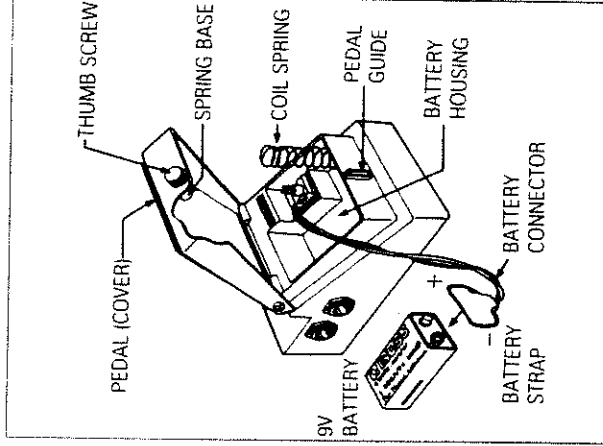 PEDAL (COVER)
THUMB SCREW
SPRING BASE
COIL SPRING
PEDAL
GUIDE
BATTERY
HOUSING
9V
BATTERY
+
-
BATTERY
STRAP
BATTERY
CONNECTOR